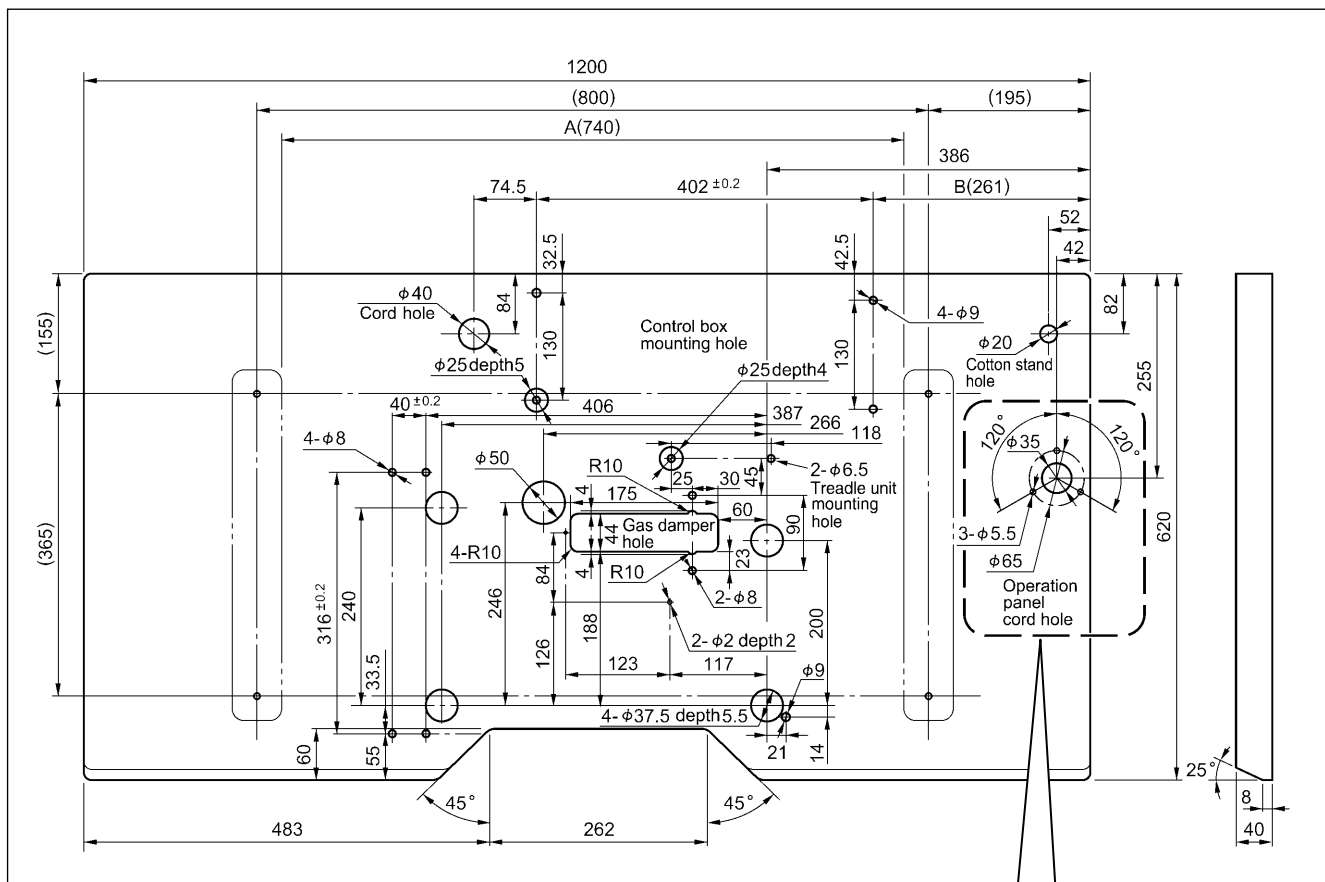 1200
(800)
(195)
A(740)
386
74.5
402 ±0.2
B(261)
52
42
32.5
42.5
84
82
φ40
Cord hole
Control box
mounting hole
4-φ9
φ20
Cotton stand
hole
(155)
130
130
255
φ25 depth5
φ25 depth4
40 ±0.2
406
387
266
118
4-φ8
120°
120°
φ35
φ50
R10
25
30
45
2-φ6.5
Treadle unit
mounting
hole
175
4
60
90
44
Gas damper
hole
3-φ5.5
620
(365)
4-R10
4
R10
23
φ65
84
2-φ8
Operation
panel
cord hole
316 ±0.2
240
246
188
200
126
2-φ2 depth 2
33.5
123
117
φ9
4-φ37.5 depth 5.5
60
55
21
14
25°
45°
45°
8
483
262
40